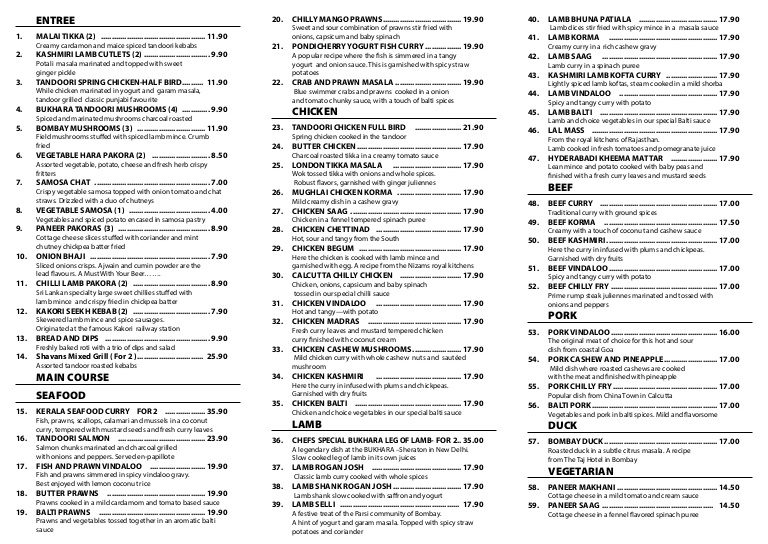 ENTREE
1. MALAI TIKKA (2) ................................ 11.90
Creamy cardamon and maice spiced tandoori kebabs
2. KASHMIRI LAMB CUTLETS (2) ........... 9.90
Potali masala marinated and topped with sweet
ginger pickle
3. TANDOORI SPRING CHICKEN-HALF BIRD........ 11.90
While chicken marinated in yogurt and garam masala,
tandoor grilled classic punjabi favourite
4. BUKHARA TANDOORI MUSHROOMS (4) ......... 9.90
Spiced and marinated mushrooms charcoal roasted
5. BOMBAY MUSHROOMS (3) ................. 11.90
Field mushrooms stuffed with spiced lamb mince. Crumb
fried
6. VEGETABLE HARA PAKORA (2) ............ 8.50
Assorted vegetable, potato, cheese and fresh herb crispy
fritters
7. SAMOSA CHAT .................................... 7.00
Crispy vegetable samosa topped with onion tomato and chat
straws. Drizzled with a duo of chutneys
8. VEGETABLE SAMOSA (1) .................... 4.00
Vegetables and spiced potato encased in samosa pastry
9. PANEER PAKORAS (3) ........................ 8.90
Cottage cheese slices stuffed with coriander and mint
chutney chickpea batter fried
10. ONION BHAJI .................................... 7.90
Sliced onions crisps. Ajwain and cumin powder are the
lead flavours. A Must With Your Beer.......
11. CHILLI LAMB PAKORA (2) .................. 8.90
Sri Lankan specialty large sweet chillies stuffed with
lamb mince and crispy fried in chickpea batter
12. KAKORI SEEKH KEBAB (2) .................. 7.90
Skewered lamb mince and spice sausages.
Originated at the famous Kakori railway station
13. BREAD AND DIPS ............................... 9.90
Freshly baked roti with a trio of dips and salad
14. Shavans Mixed Grill ( For 2 )....................... 25.90
Assorted tandoor roasted kebabs
MAIN COURSE
SEAFOOD
15. KERALA SEAFOOD CURRY FOR 2 ...... 35.90
Fish, prawns, scallops, calamari and mussels in a coconut
curry, tempered with mustard seeds and fresh curry leaves
16. TANDOORI SALMON ......................... 23.90
Salmon chunks marinated and charcoal grilled
with onions and peppers. Served en-papillote
17. FISH AND PRAWN VINDALOO ......... 19.90
Fish and prawns simmered in spicy vindaloo gravy.
Best enjoyed with lemon coconut trice
18. BUTTER PRAWNS ............................. 19.90
Prawns cooked in a mild cardamom and tomato based sauce
19. BALTI PRAWNS ................................ 19.90
Prawns and vegetables tossed together in an aromatic balti
sauce
20. CHILLY MANGO PRAWNS.................... 19.90
Sweet and sour combination of prawns stir fried with
onions, capsicum and baby spinach
21. PONDICHERRY YOGURT FISH CURRY ........ 19.90
A popular recipe where the fish is simmered in a tangy
yogurt and onion sauce. This is garnished with spicy straw
potatoes
22. CRAB AND PRAWN MASALA ................ 19.90
Blue swimmer crabs and prawns cooked in a onion
and tomato chunky sauce, with a touch of balti spices
CHICKEN
23. TANDOORI CHICKEN FULL BIRD ............. 21.90
Spring chicken cooked in the tandoor
24. BUTTER CHICKEN ............................... 17.90
Charcoal roasted tikka in a creamy tomato sauce
25. LONDON TIKKA MASALA .................. 17.90
Wok tossed tikka with onions and whole spices.
Robust flavors, garnished with ginger juliennes
26. MUGHLAI CHICKEN KORMA .............. 17.90
Mild creamy dish in a cashew gravy
27. CHICKEN SAAG ................................. 17.90
Chicken in a fennel tempered spinach puree
28. CHICKEN CHETTINAD ........................ 17.90
Hot, sour and tangy from the South
29. CHICKEN BEGUM ............................. 17.90
Here the chicken is cooked with lamb mince and
garnished with egg. A recipe from the Nizams royal kitchens
30. CALCUTTA CHILLY CHICKEN ............. 17.90
Chicken, onions, capsicum and baby spinach
tossed in our special chilli sauce
31. CHICKEN VINDALOO ......................... 17.90
Hot and tangy—with potato
32. CHICKEN MADRAS ........................... 17.90
Fresh curry leaves and mustard tempered chicken
curry finished with coconut cream
33. CHICKEN CASHEW MUSHROOMS......... 17.90
Mild chicken curry with whole cashew nuts and sautéed
mushroom
34. CHICKEN KASHMIRI .......................... 17.90
Here the curry in infused with plums and chickpeas.
Garnished with dry fruits
35. CHICKEN BALTI ................................ 17.90
Chicken and choice vegetables in our special balti sauce
LAMB
36. CHEFS SPECIAL BUKHARA LEG OF LAMB- FOR 2.. 35.00
A legendary dish at the BUKHARA –Sheraton in New Delhi.
Slow cooked leg of lamb in its own juices
37. LAMB ROGAN JOSH ......................... 17.90
Classic lamb curry cooked with whole spices
38. LAMB SHANK ROGAN JOSH .............. 17.90
Lamb shank slow cooked with saffron and yogurt
39. LAMB SELLI .................................... 17.90
A festive treat of the Parsi community of Bombay.
A hint of yogurt and garam masala. Topped with spicy straw
potatoes and coriander
40. LAMB BHUNA PATIALA ..................... 17.90
Lamb dices stir fried with spicy mince in a masala sauce
41. LAMB KORMA .................................. 17.90
Creamy curry in a rich cashew gravy
42. LAMB SAAG .................................... 17.90
Lamb curry in a spinach puree
43. KASHMIRI LAMB KOFTA CURRY ......... 17.90
Lightly spiced lamb koftas, steam cooked in a mild shorba
44. LAMB VINDALOO ............................ 17.90
Spicy and tangy curry with potato
45. LAMB BALTI .................................... 17.90
Lamb and choice vegetables in our special Balti sauce
46. LAL MASS ...................................... 17.90
From the royal kitchens of Rajasthan.
Lamb cooked in fresh tomatoes and pomegranate juice
47. HYDERABADI KHEEMA MATTAR ......... 17.90
Lean mince and potato cooked with baby peas and
finished with a fresh curry leaves and mustard seeds
BEEF
48. BEEF CURRY ................................... 17.00
Traditional curry with ground spices
49. BEEF KORMA .................................. 17.50
Creamy with a touch of coconut and cashew sauce
50. BEEF KASHMIRI............................... 17.00
Here the curry in infused with plums and chickpeas.
Garnished with dry fruits
51. BEEF VINDALOO ............................. 17.00
Spicy and tangy curry with potato
52. BEEF CHILLY FRY ............................ 17.00
Prime rump steak juliennes marinated and tossed with
onions and peppers
PORK
53. PORK VINDALOO ............................. 16.00
The original meat of choice for this hot and sour
dish from coastal Goa
54. PORK CASHEW AND PINEAPPLE......... 17.00
Mild dish where roasted cashews are cooked
with the meat and finished with pineapple
55. PORK CHILLY FRY ........................... 17.00
Popular dish from China Town in Calcutta
56. BALTI PORK.................................... 17.00
Vegetables and pork in balti spices. Mild and flavorsome
DUCK
57. BOMBAY DUCK................................ 17.00
Roasted duck in a subtle citrus masala. A recipe
from The Taj Hotel in Bombay
VEGETARIAN
58. PANEER MAKHANI .......................... 14.50
Cottage cheese in a mild tomato and cream sauce
59. PANEER SAAG ................................ 14.50
Cottage cheese in a fennel flavored spinach puree